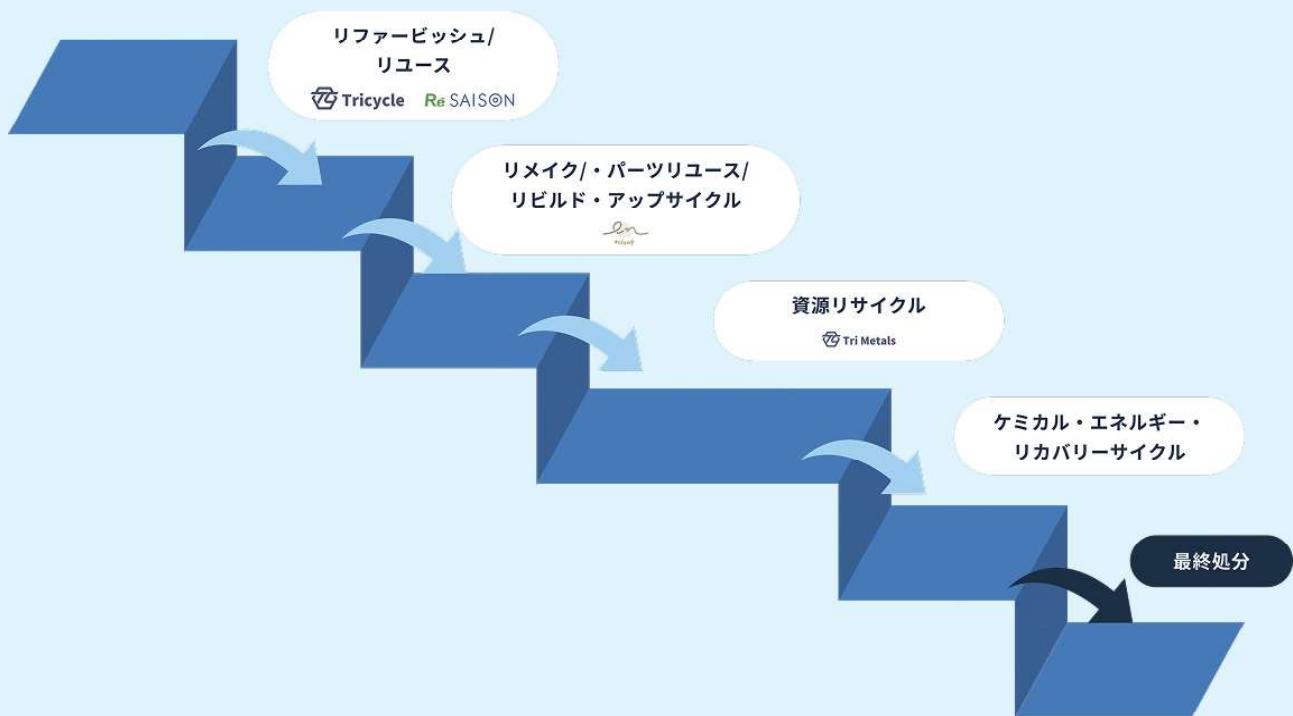 リファービッシュ/
リユース
Tricycle Ré SAISON
リメイク/・パーツリユース/
リビルド・アップサイクル
en
資源リサイクル
Tri Metals
ケミカル・エネルギー・
リカバリーサイクル
最終処分